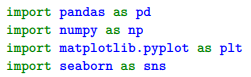 import pandas as pd
import numpy as np
import matplotlib.pyplot as plt
import seaborn as sns